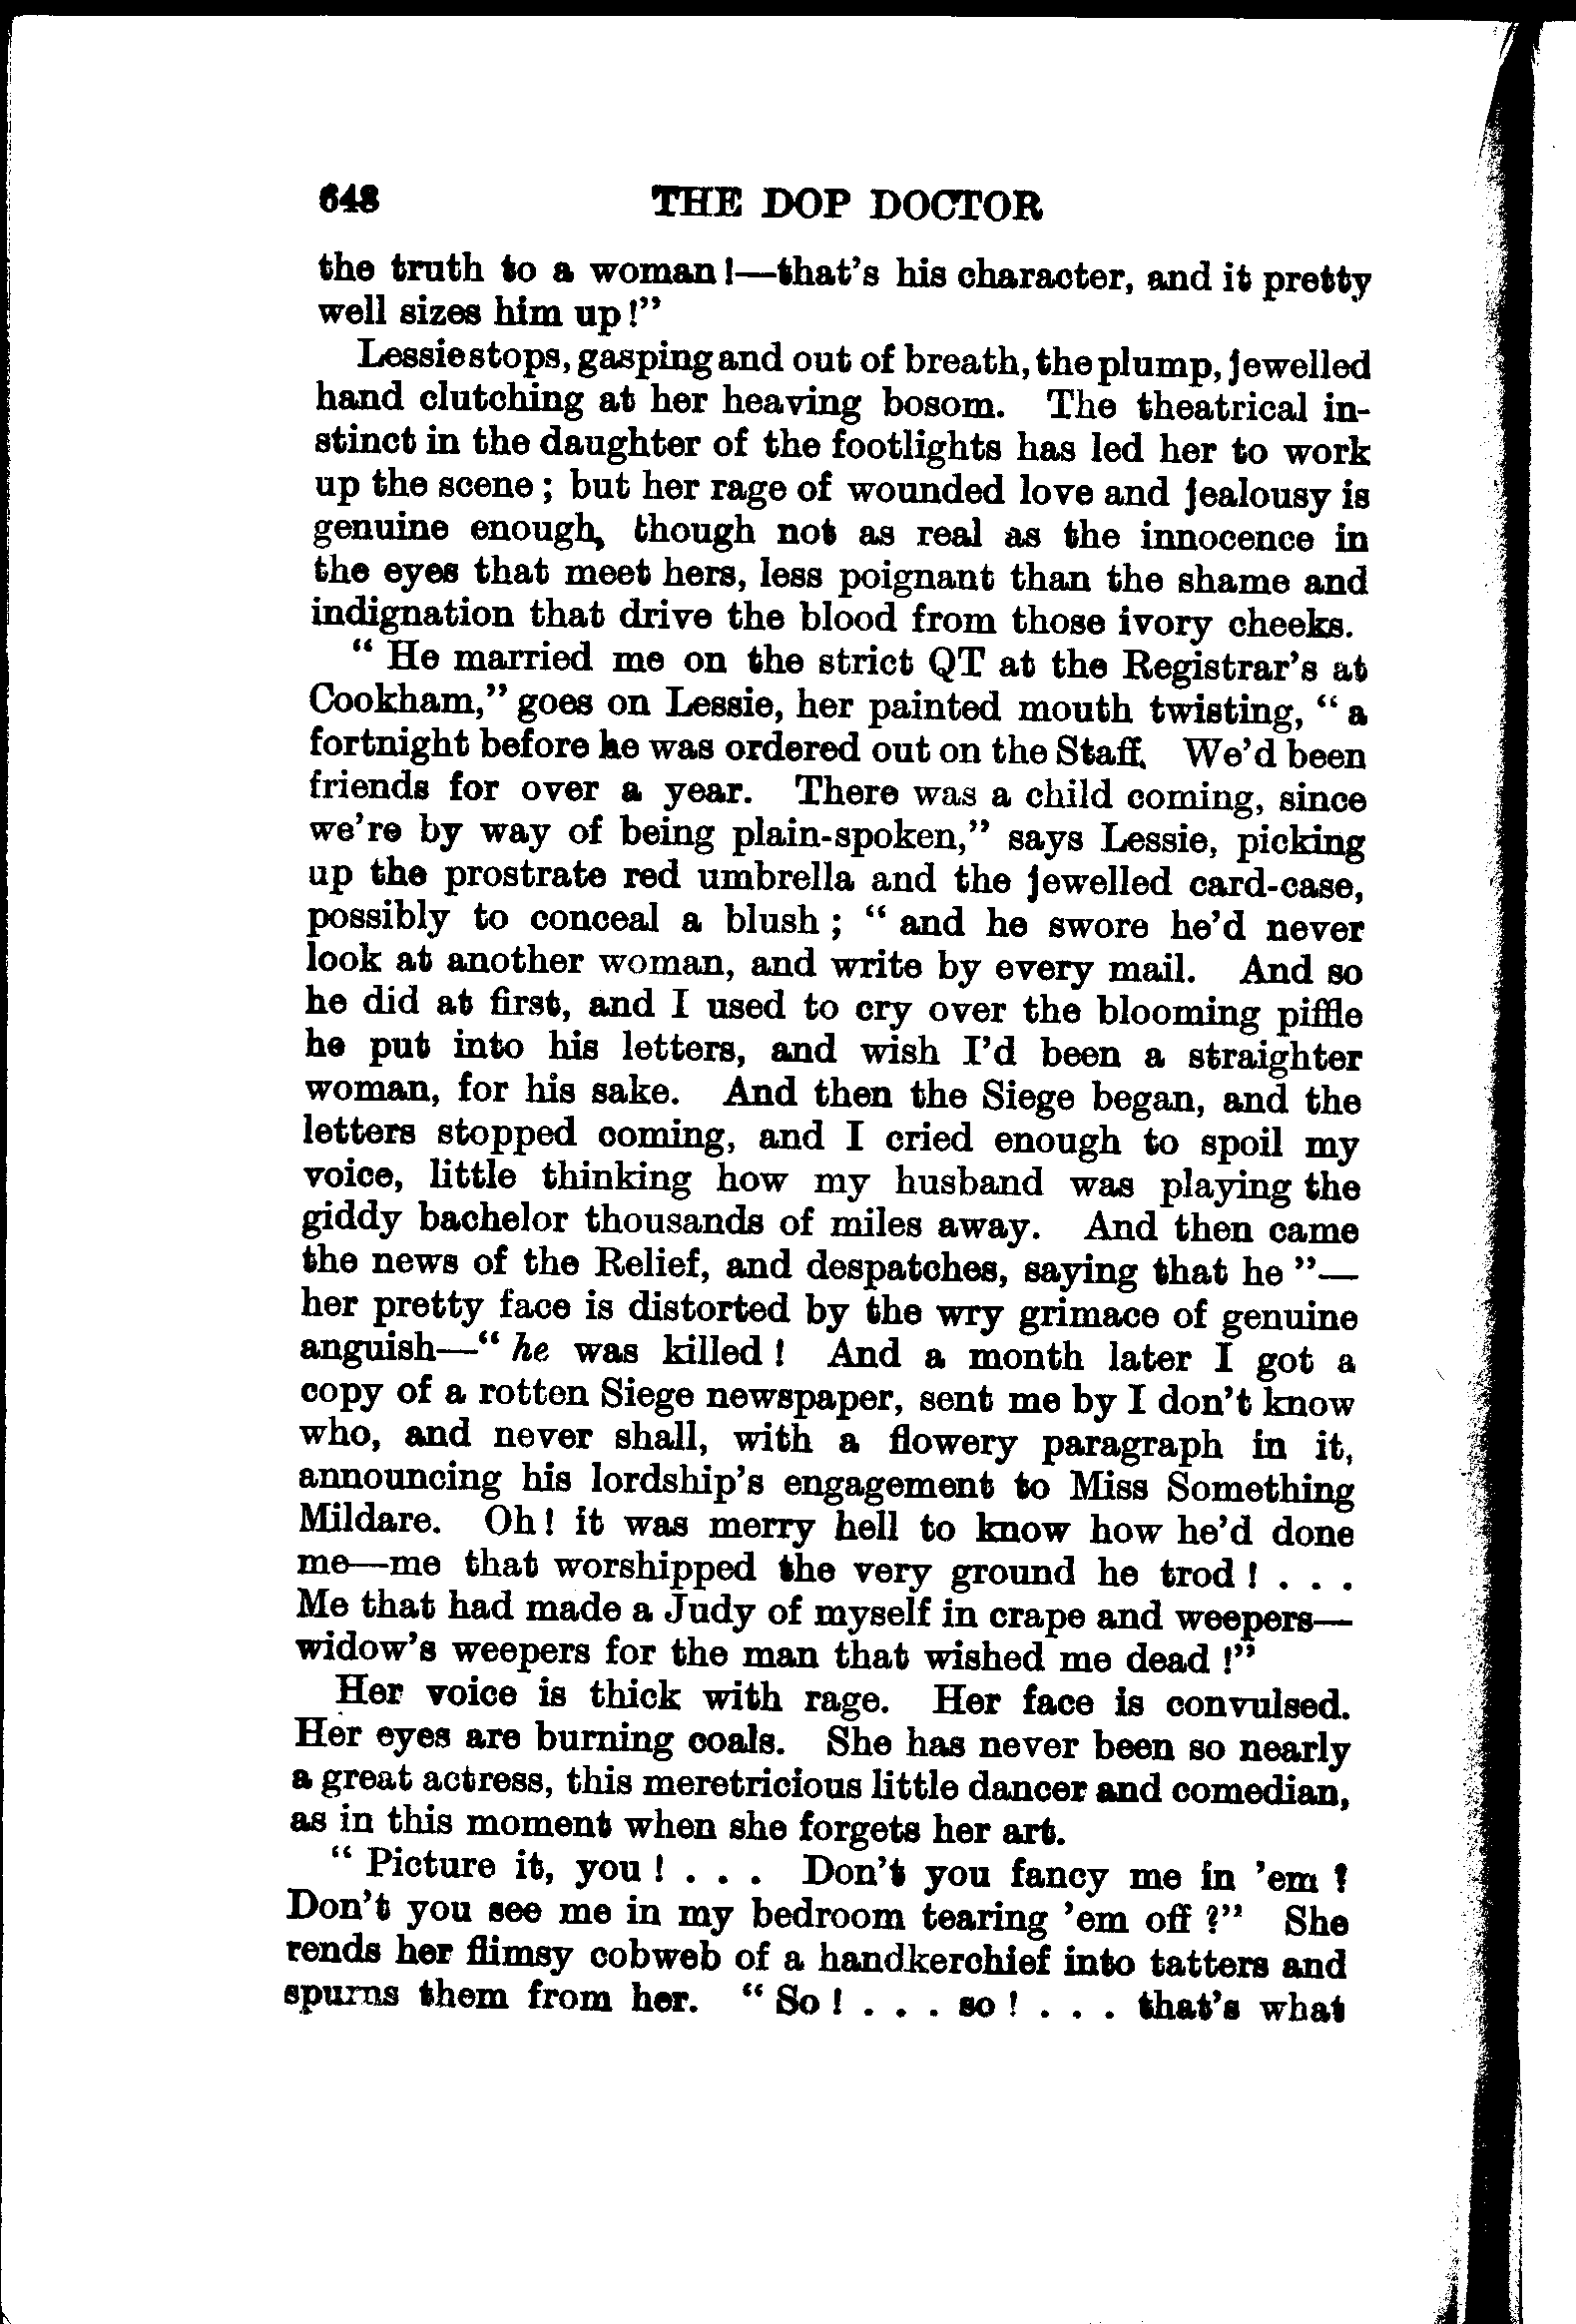 648 THE DOP DOCTOR
the truth to a woman!—that's his character, and it pretty
well sizes him up!"
Lessie stops, gasping and out of breath, the plump, jewelled
hand clutching at her heaving bosom. The theatrical in-
stinct in the daughter of the footlights has led her to work
up the scene; but her rage of wounded love and jealousy is
genuine enough, though not as real as the innocence in
the eyes that meet hers, less poignant than the shame and
indignation that drive the blood from those ivory cheeks.
"He married me on the strict QT at the Registrar's at
Cookham," goes on Lessie, her painted mouth twisting, "a
fortnight before he was ordered out on the Staff. We'd been
friends for over a year. There was a child coming, since
we're by way of being plain-spoken," says Lessie, picking
up the prostrate red umbrella and the jewelled card-case,
possibly to conceal a blush; "and he swore he'd never
look at another woman, and write by every mail. And so
he did at first, and I used to cry over the blooming piffle
he put into his letters, and wish I'd been a straighter
woman, for his sake. And then the Siege began, and the
letters stopped coming, and I cried enough to spoil my
voice, little thinking how my husband was playing the
giddy bachelor thousands of miles away. And then came
the news of the Relief, and despatches, saying that he"—
her pretty face is distorted by the wry grimace of genuine
anguish—"he was killed! And a month later I got a
copy of a rotten Siege newspaper, sent me by I don't know
who, and never shall, with a flowery paragraph in it,
announcing his lordship's engagement to Miss Something
Mildare. Oh! it was merry hell to know how he'd done
me—me that worshipped the very ground he trod! . . .
Me that had made a Judy of myself in crape and weepers—
widow's weepers for the man that wished me dead!"
Her voice is thick with rage. Her face is convulsed.
Her eyes are burning coals. She has never been so nearly
a great actress, this meretricious little dancer and comedian,
as in this moment when she forgets her art.
"Picture it, you! . . . Don't you fancy me in 'em!
Don't you see me in my bedroom tearing 'em off?" She
rends her flimsy cobweb of a handkerchief into tatters and
spurns them from her. "So! . . . so! . . . that's what